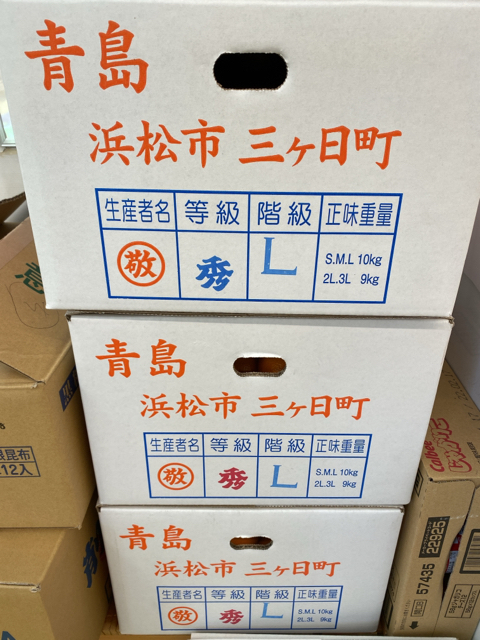 青島
浜松市 三ヶ日町
生産者名 等級 階級 正味重量
敬 秀 L S.M.L 10kg
2L.3L 9kg
青島
浜松市 三ヶ日町
生産者名 等級 階級 正味重量
敬 秀 L S.M.L 10kg
2L.3L 9kg
青島
浜松市 三ヶ日町
生産者名 等級 階級 正味重量
敬 秀 L S.M.L 10kg
2L.3L 9kg
昆布
12入
Calbee
22925
57435